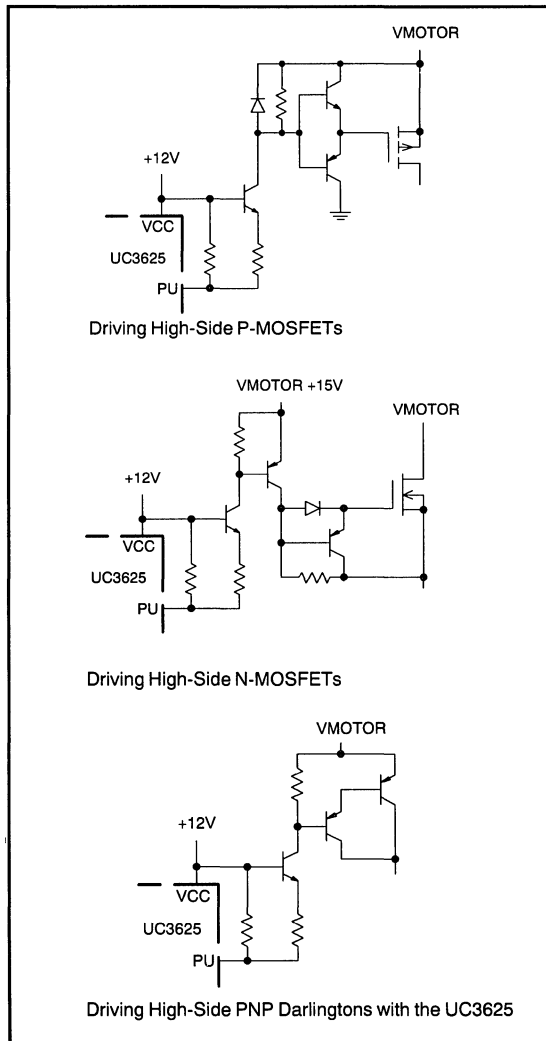 VMOTOR
+12V
VCC
UC3625
PU
Driving High-Side P-MOSFETs
VMOTOR +15V
VMOTOR
+12V
VCC
UC3625
PU
Driving High-Side N-MOSFETs
VMOTOR
+12V
VCC
UC3625
PU
Driving High-Side PNP Darlingtons with the UC3625